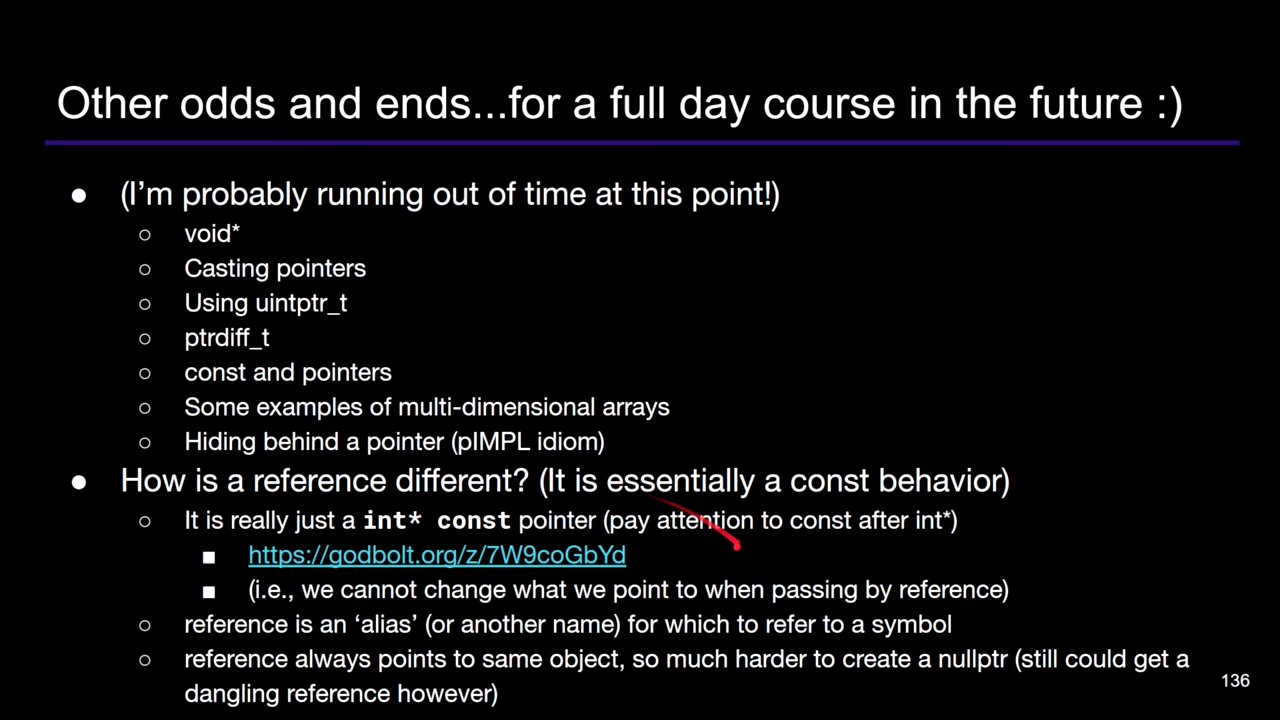 Other odds and ends...for a full day course in the future :)
● (I’m probably running out of time at this point!)
○ void*
○ Casting pointers
○ Using uintptr_t
○ ptrdiff_t
○ const and pointers
○ Some examples of multi-dimensional arrays
○ Hiding behind a pointer (pIMPL idiom)
● How is a reference different? (It is essentially a const behavior)
○ It is really just a int* const pointer (pay attention to const after int*)
■ https://godbolt.org/z/7W9coGbYd
■ (i.e., we cannot change what we point to when passing by reference)
○ reference is an ‘alias’ (or another name) for which to refer to a symbol
○ reference always points to same object, so much harder to create a nullptr (still could get a
dangling reference however)
136